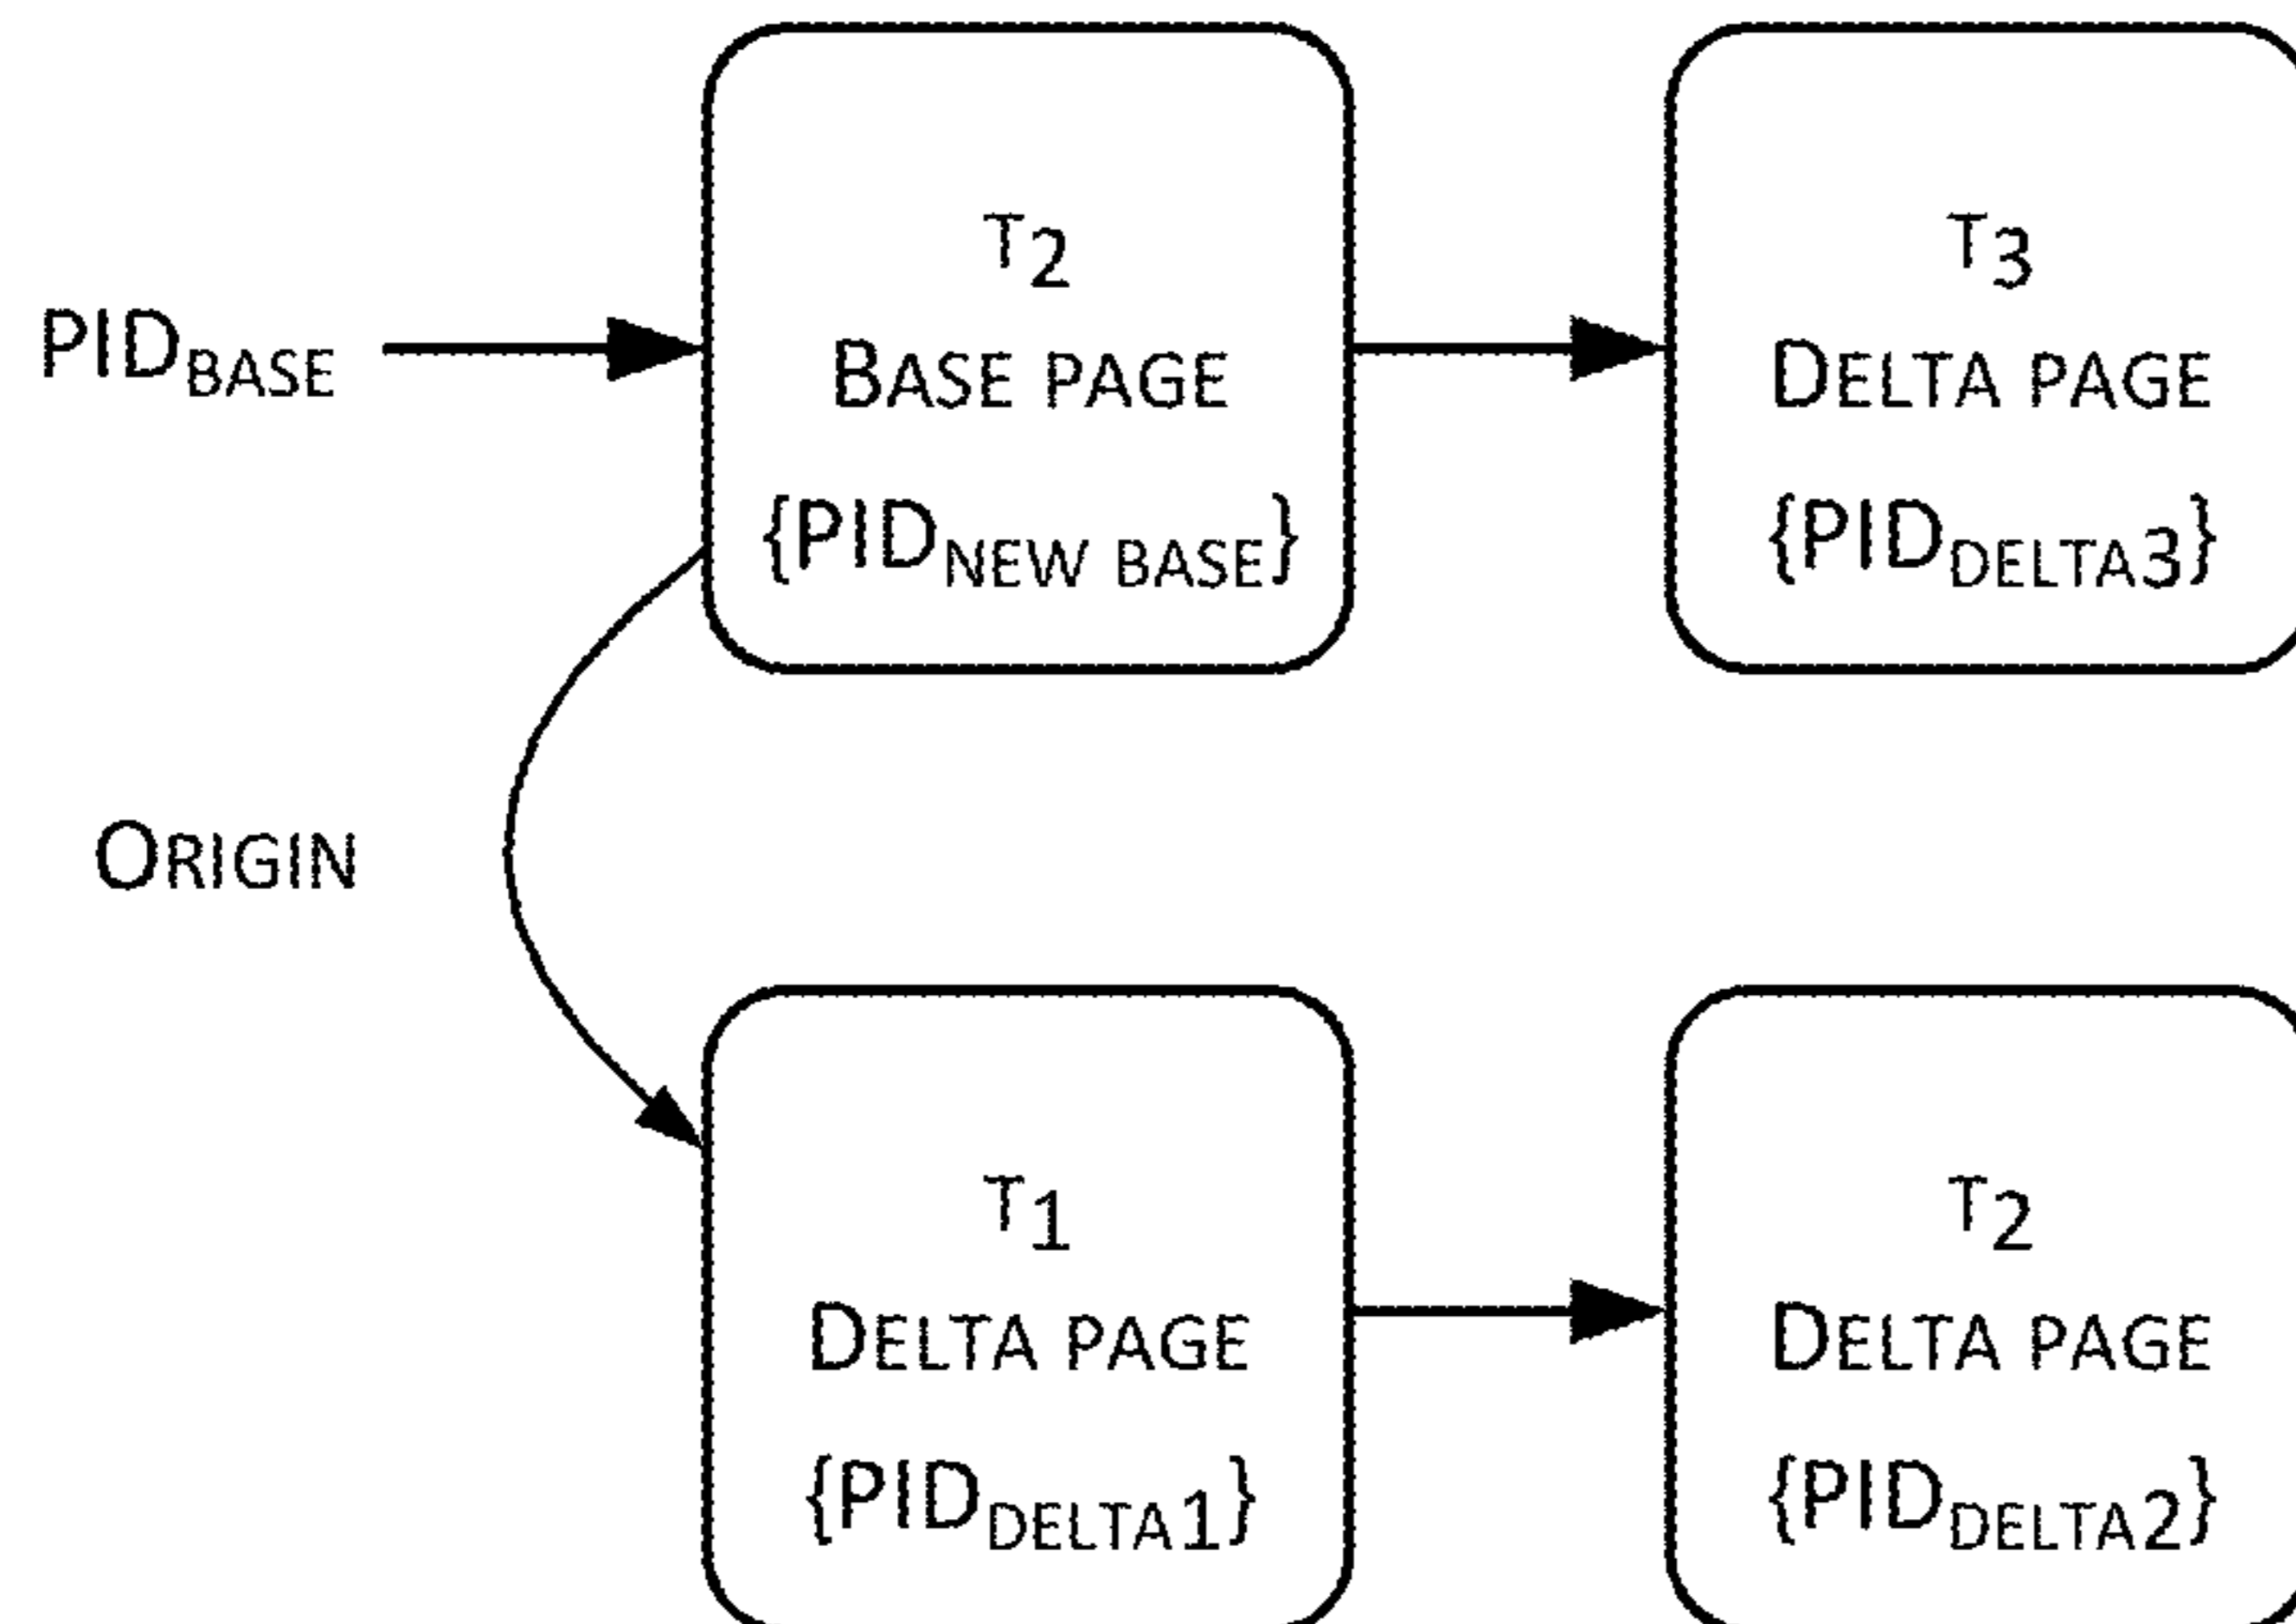 PIDBASE
T2
BASE PAGE
{PIDNEW BASE}
T3
DELTA PAGE
{PIDDELTA3}
ORIGIN
T1
DELTA PAGE
{PIDDELTA1}
T2
DELTA PAGE
{PIDDELTA2}